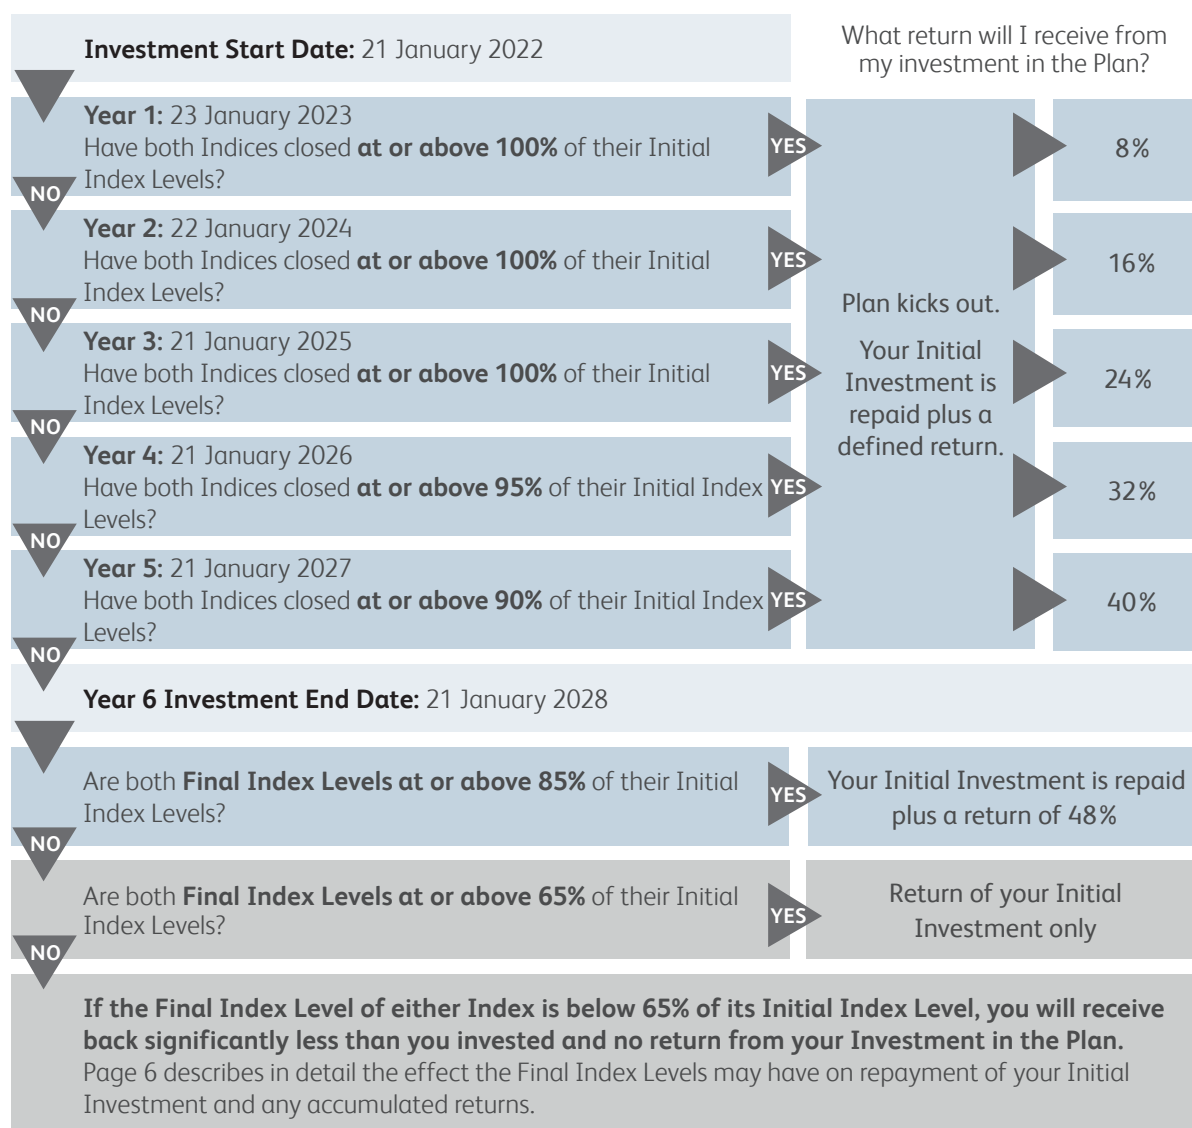 Investment Start Date: 21 January 2022
What return will I receive from
my investment in the Plan?
Year 1: 23 January 2023
Have both Indices closed at or above 100% of their Initial
Index Levels?
YES
8%
NO
Year 2: 22 January 2024
Have both Indices closed at or above 100% of their Initial
Index Levels?
YES
16%
NO
Year 3: 21 January 2025
Have both Indices closed at or above 100% of their Initial
Index Levels?
YES
24%
NO
Year 4: 21 January 2026
Have both Indices closed at or above 95% of their Initial Index
Levels?
YES
32%
NO
Year 5: 21 January 2027
Have both Indices closed at or above 90% of their Initial Index
Levels?
YES
40%
NO
Plan kicks out.
Your Initial
Investment is
repaid plus a
defined return.
Year 6 Investment End Date: 21 January 2028
Are both Final Index Levels at or above 85% of their Initial
Index Levels?
YES
Your Initial Investment is repaid
plus a return of 48%
NO
Are both Final Index Levels at or above 65% of their Initial
Index Levels?
YES
Return of your Initial
Investment only
NO
If the Final Index Level of either Index is below 65% of its Initial Index Level, you will receive
back significantly less than you invested and no return from your Investment in the Plan.
Page 6 describes in detail the effect the Final Index Levels may have on repayment of your Initial
Investment and any accumulated returns.